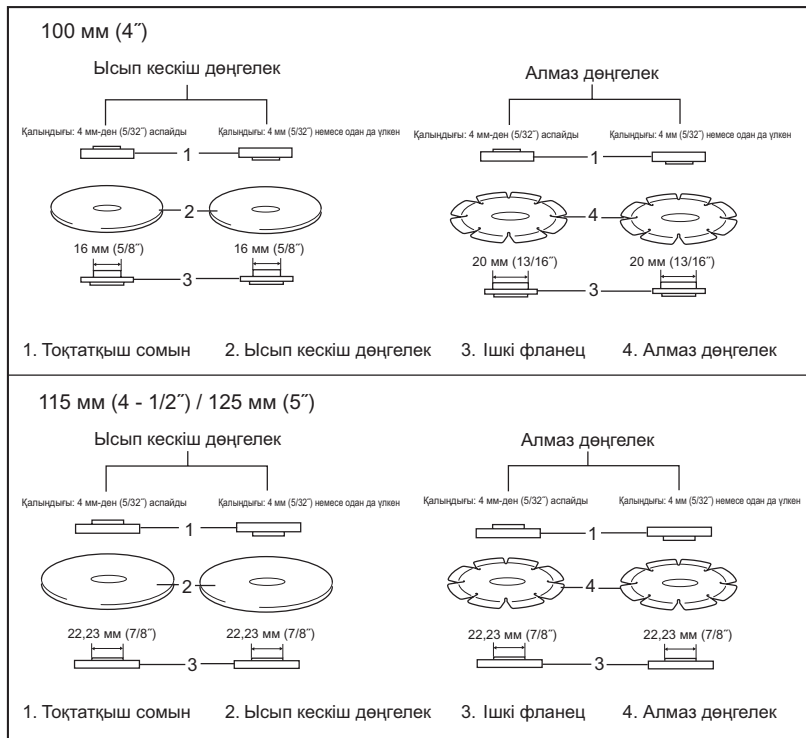 100 мм (4˝)
Ысып кескіш дөңгелек
Алмаз дөңгелек
Қалыңдығы: 4 мм-ден (5/32˝) аспайды
Қалыңдығы: 4 мм (5/32˝) немесе одан да үлкен
Қалыңдығы: 4 мм-ден (5/32˝) аспайды
Қалыңдығы: 4 мм (5/32˝) немесе одан да үлкен
1
1
2
4
16 мм (5/8˝)
16 мм (5/8˝)
20 мм (13/16˝)
20 мм (13/16˝)
3
3
1. Тоқтатқыш сомын 2. Ысып кескіш дөңгелек 3. Ішкі фланец 4. Алмаз дөңгелек
115 мм (4 - 1/2˝) / 125 мм (5˝)
Ысып кескіш дөңгелек
Алмаз дөңгелек
Қалыңдығы: 4 мм-ден (5/32˝) аспайды
Қалыңдығы: 4 мм (5/32˝) немесе одан да үлкен
Қалыңдығы: 4 мм-ден (5/32˝) аспайды
Қалыңдығы: 4 мм (5/32˝) немесе одан да үлкен
1
1
2
4
22,23 мм (7/8˝)
22,23 мм (7/8˝)
22,23 мм (7/8˝)
22,23 мм (7/8˝)
3
3
1. Тоқтатқыш сомын 2. Ысып кескіш дөңгелек 3. Ішкі фланец 4. Алмаз дөңгелек